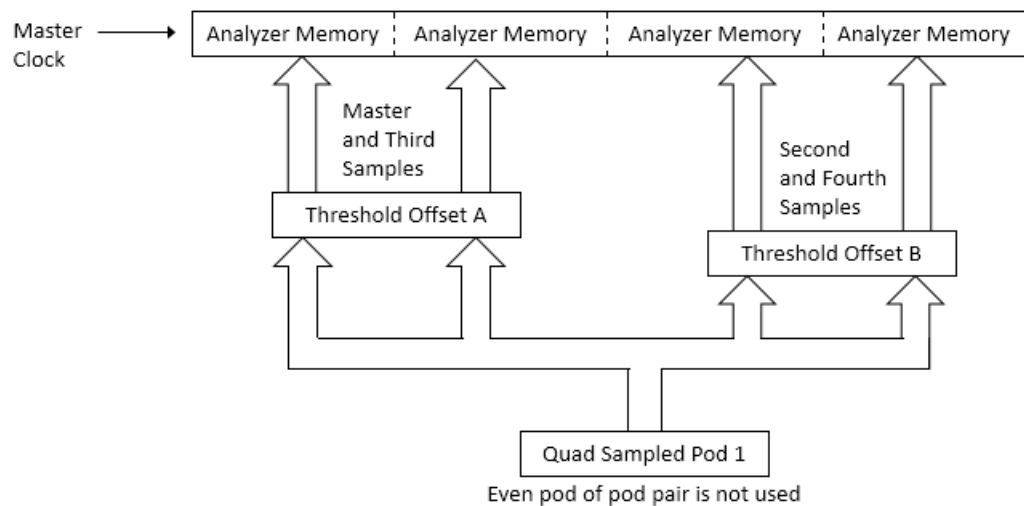 Master
Clock
Analyzer Memory
Analyzer Memory
Analyzer Memory
Analyzer Memory
Master
and Third
Samples
Second
and Fourth
Samples
Threshold Offset A
Threshold Offset B
Quad Sampled Pod 1
Even pod of pod pair is not used